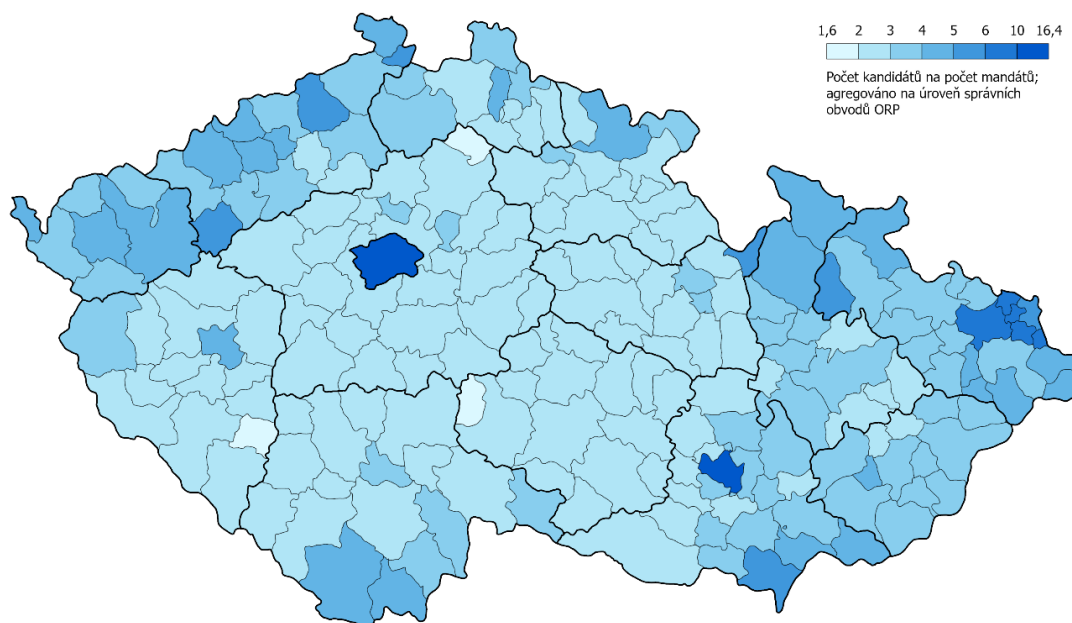 1,6 2 3 4 5 6 10 16,4
Počet kandidátů na počet mandátů;
agregováno na úroveň správních
obvodů ORP